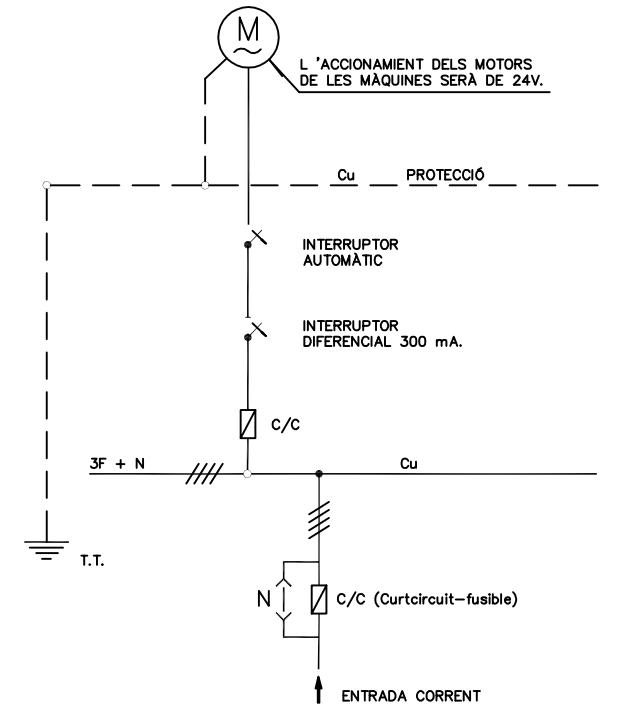 M
L 'ACCIONAMIENT DELS MOTORS
DE LES MÀQUINES SERÀ DE 24V.
Cu PROTECCIÓ
INTERRUPTOR
AUTOMÀTIC
INTERRUPTOR
DIFERENCIAL 300 mA.
C/C
3F + N Cu
T.T.
N C/C (Curtcircuit-fusible)
ENTRADA CORRENT